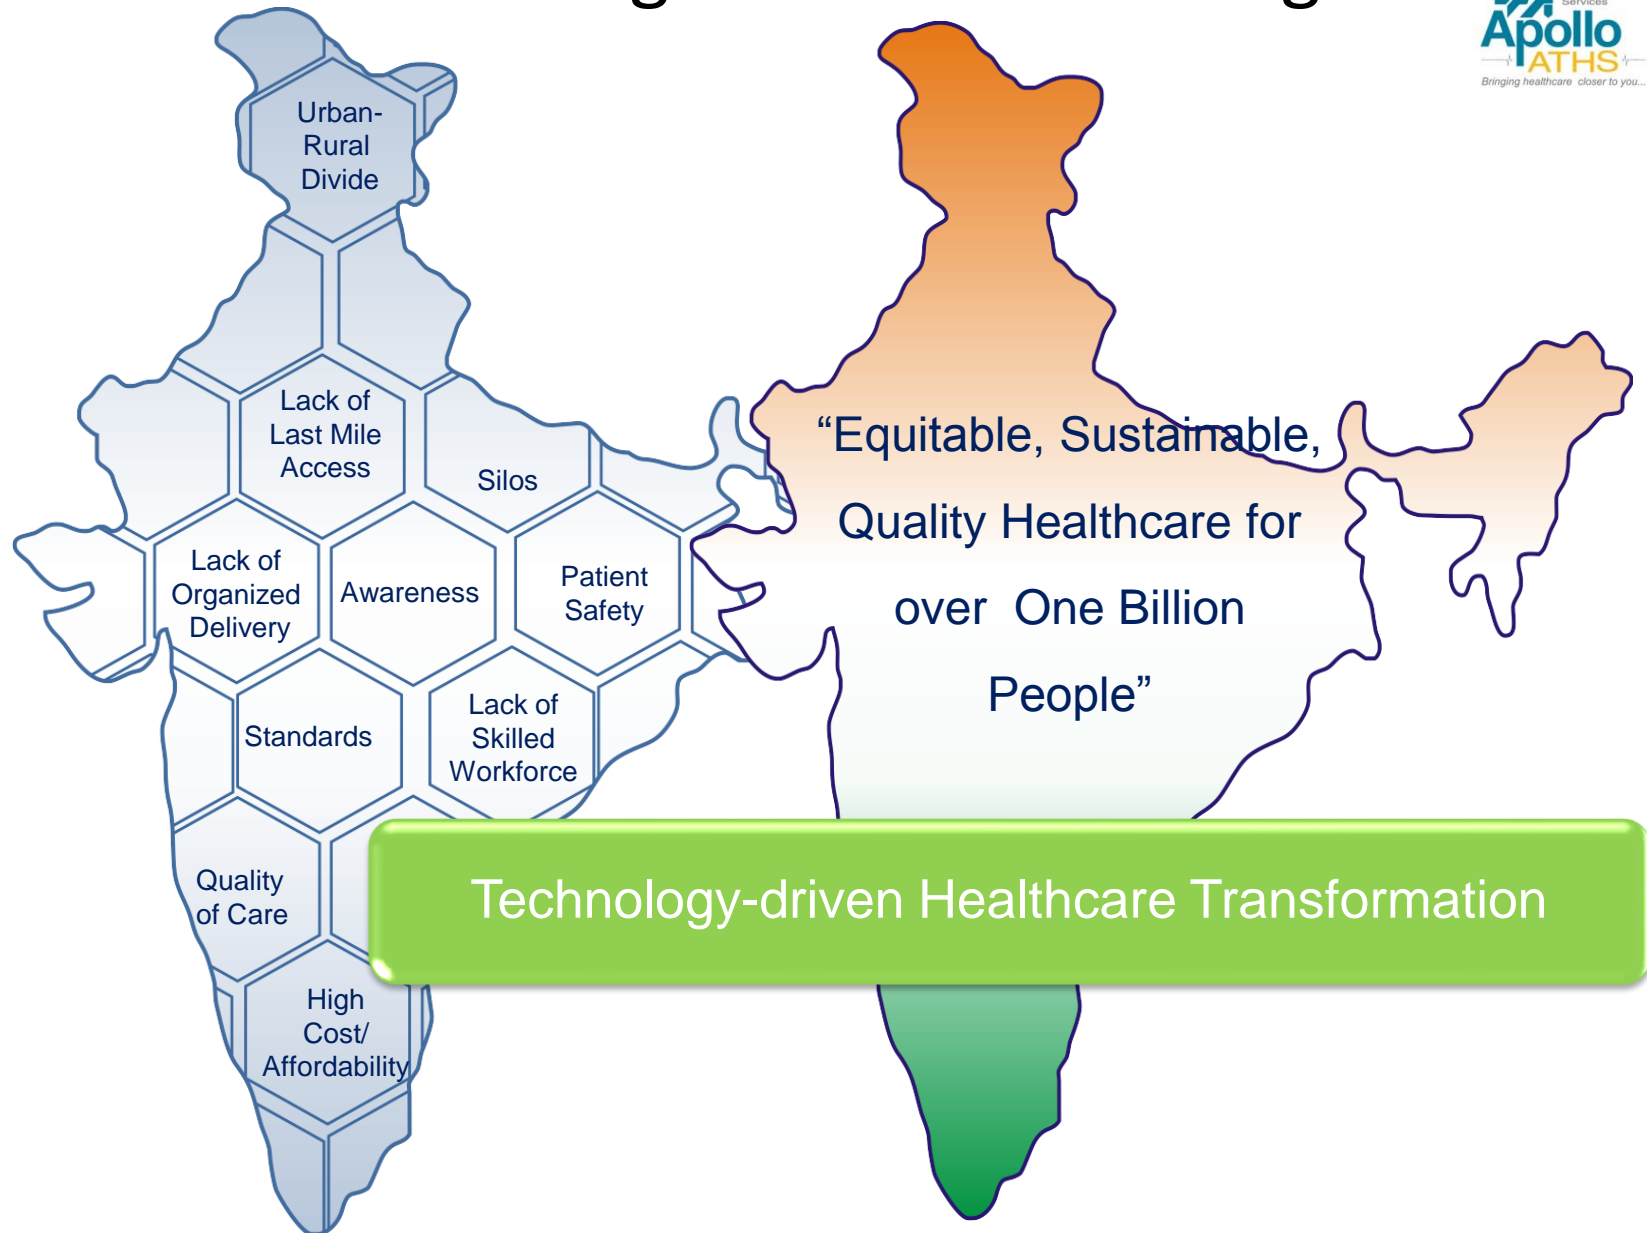 Services
Apollo
ATHS
Bringing healthcare closer to you...
Urban-
Rural
Divide
Lack of
Last Mile
Access
Silos
Lack of
Organized
Delivery
Awareness
Patient
Safety
Standards
Lack of
Skilled
Workforce
Quality
of Care
High
Cost/
Affordability
“Equitable, Sustainable,
Quality Healthcare for
over One Billion
People”
Technology-driven Healthcare Transformation